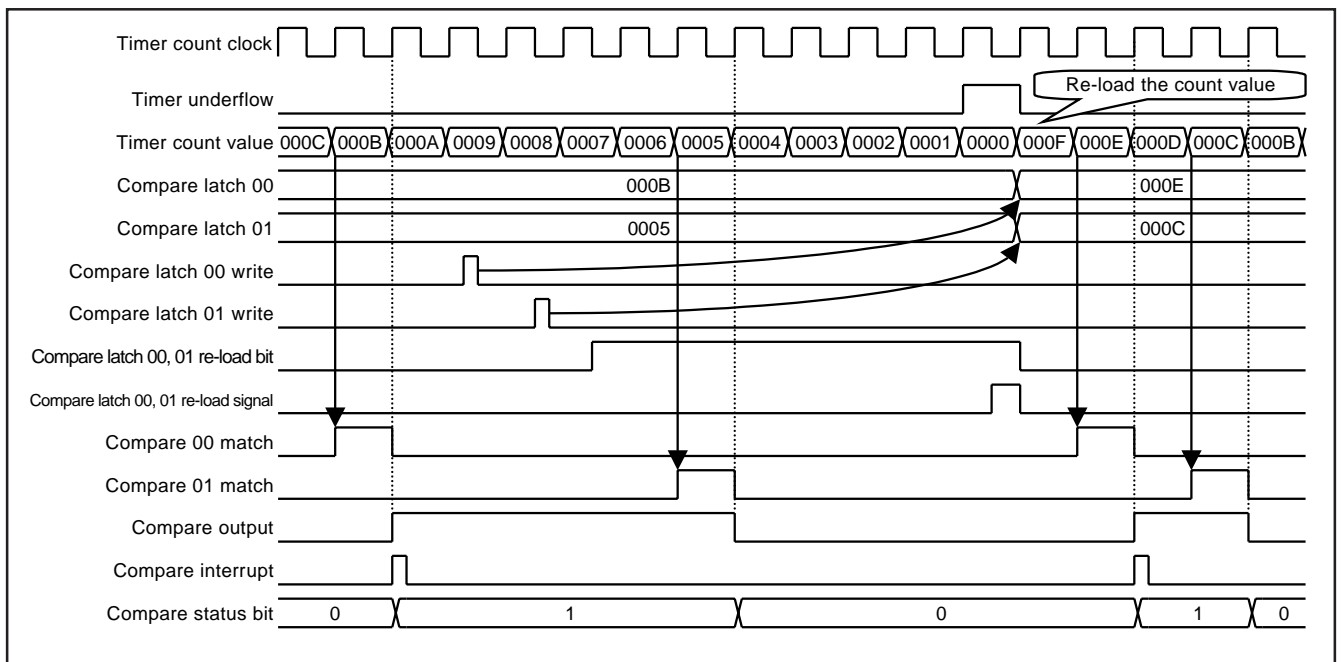 Timer count clock
Re-load the count value
Timer underflow
Timer count value 000C 000B 000A 0009 0008 0007 0006 0005 0004 0003 0002 0001 0000 000F 000E 000D 000C 000B
Compare latch 00 000B 000E
Compare latch 01 0005 000C
Compare latch 00 write
Compare latch 01 write
Compare latch 00, 01 re-load bit
Compare latch 00, 01 re-load signal
Compare 00 match
Compare 01 match
Compare output
Compare interrupt
Compare status bit 0 1 0 1 0